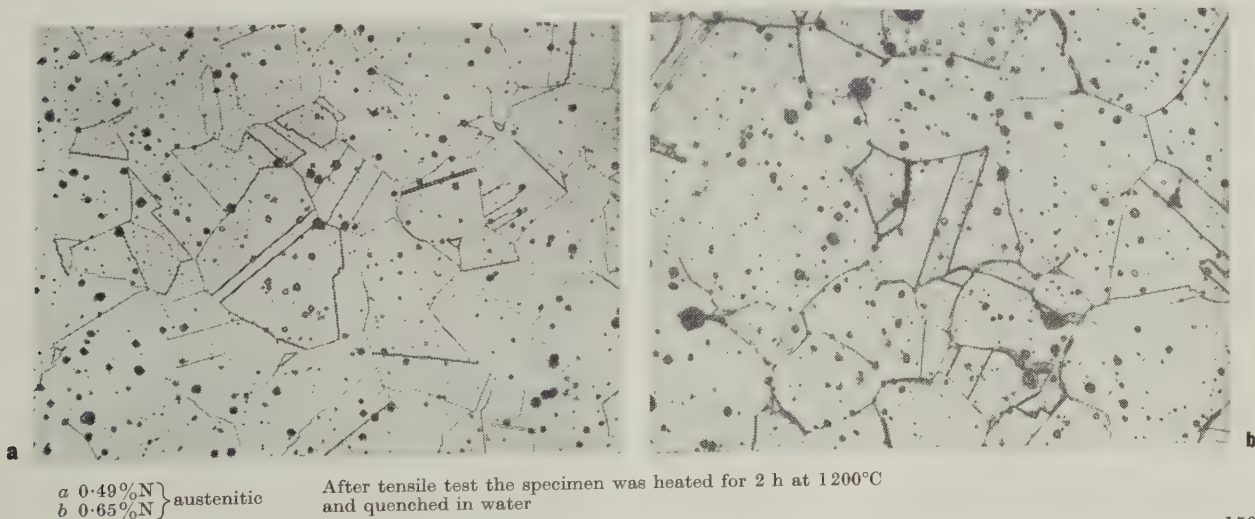 a
b
a 0·49%N } austenitic
b 0·65%N
After tensile test the specimen was heated for 2 h at 1200°C
and quenched in water